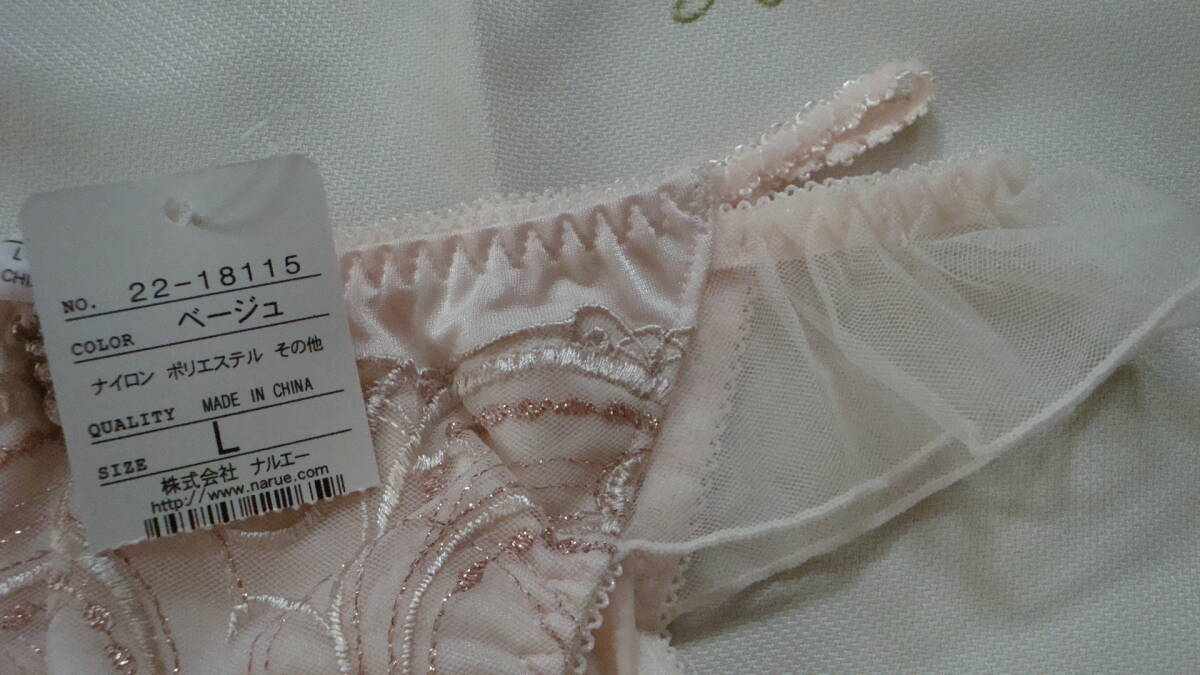 NO. 22-18115
COLOR ベージュ
ナイロン ポリエステル その他
QUALITY MADE IN CHINA
SIZE L
株式会社 ナルエー
http://www.narue.com